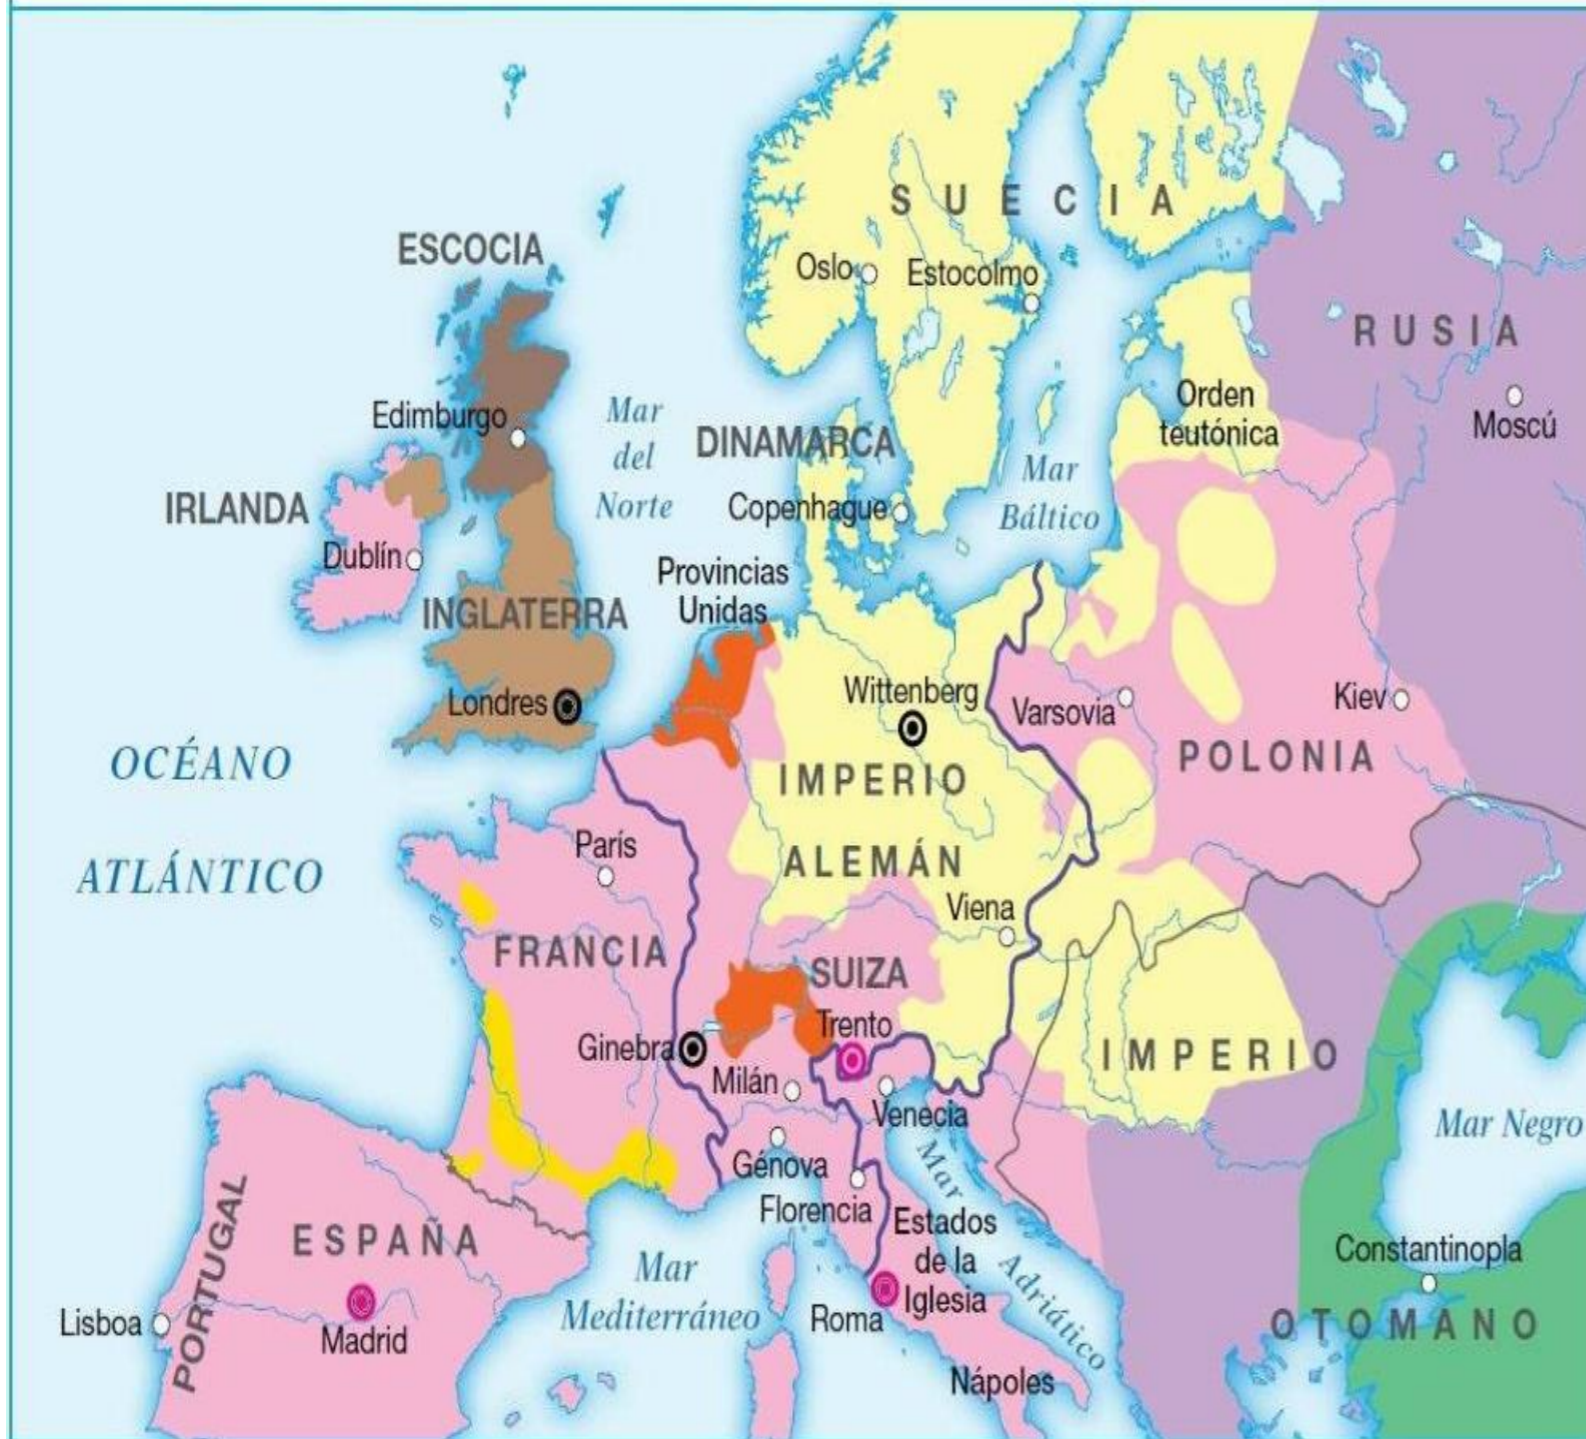 SUECIA
ESCOCIA
Oslo
Estocolmo
RUSIA
Orden
teutónica
Moscú
Edimburgo
Mar
del
Norte
DINAMARCA
Mar
Báltico
IRLANDA
Copenhague
Dublín
Provincias
Unidas
INGLATERRA
Londres
Wittenberg
Varsovia
Kiev
POLONIA
OCÉANO
ATLÁNTICO
IMPERIO
ALEMÁN
París
Viena
FRANCIA
SUIZA
Trento
Ginebra
Milán
Venecia
IMPERIO
OTOMANO
Mar Negro
Génova
Florencia
Mar Adriático
Estados
de la
Iglesia
Roma
PORTUGAL
ESPAÑA
Mar
Mediterráneo
Constantinopla
Lisboa
Madrid
Nápoles